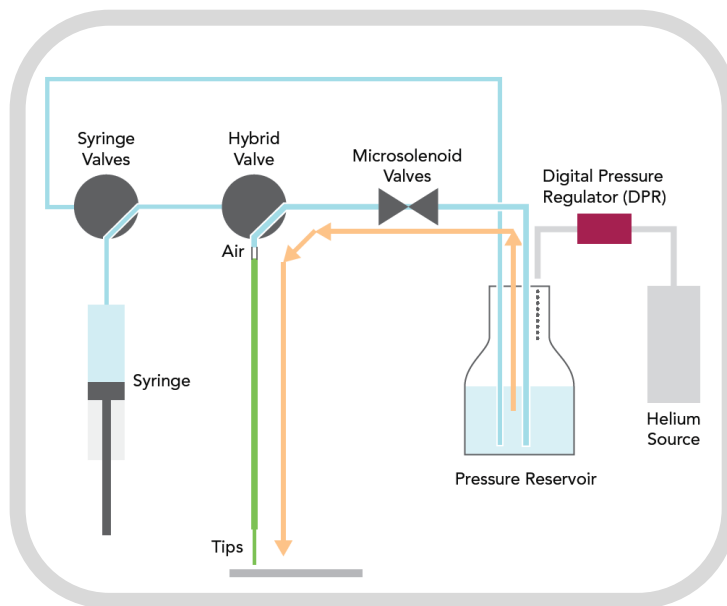 Syringe
Valves
Hybrid
Valve
Microsolenoid
Valves
Digital Pressure
Regulator (DPR)
Air
Syringe
Helium
Source
Pressure Reservoir
Tips